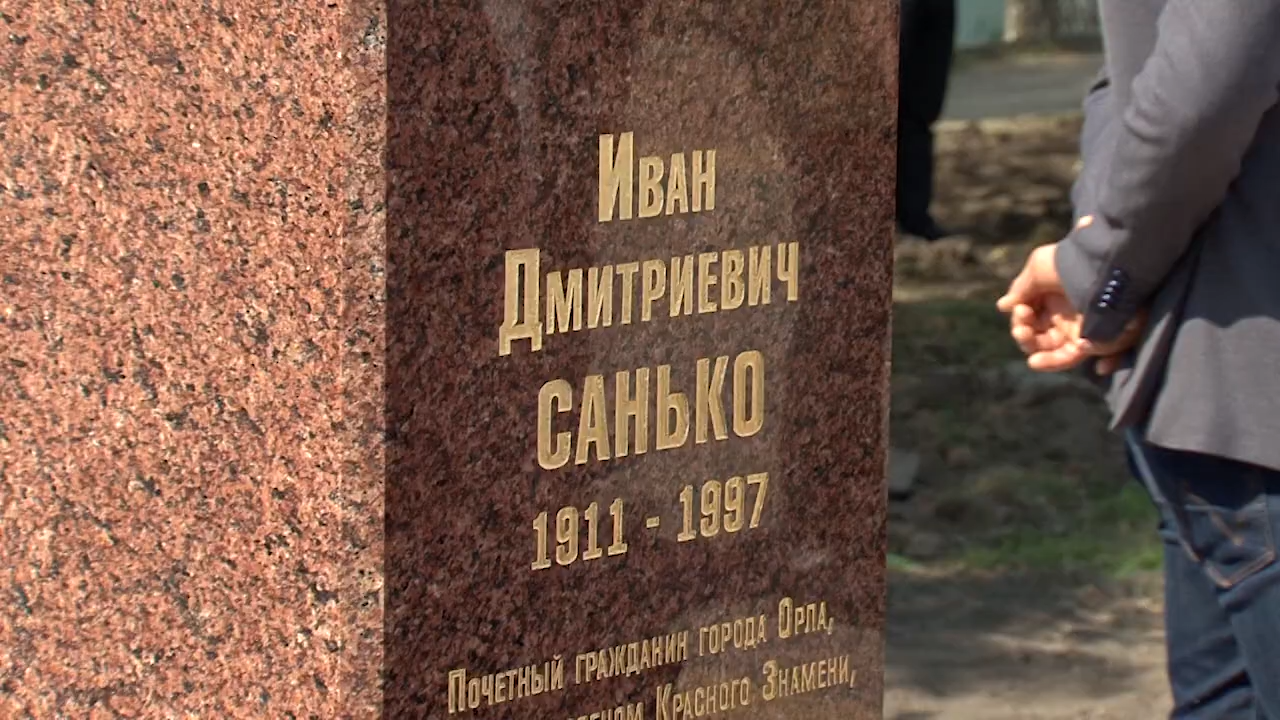 Иван
Дмитриевич
САНЬКО
1911 - 1997
Почетный гражданин города Орла,
Красного Знамени,